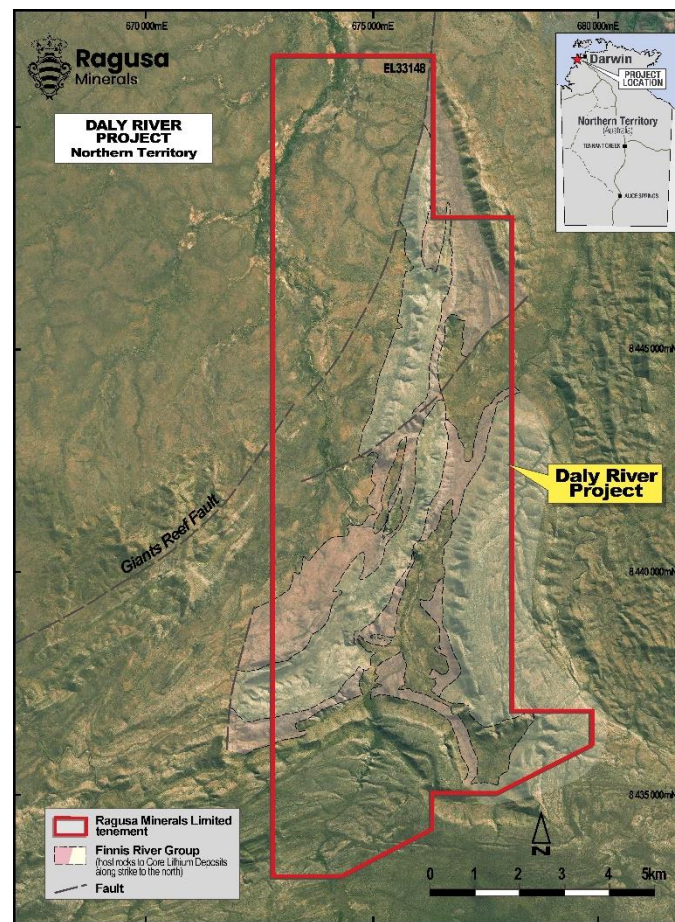 670 000mE
675 000mE
680 000mE
Ragusa
Minerals
EL33148
DALY RIVER
PROJECT
Northern Territory
Darwin
PROJECT
LOCATION
Northern Territory
(Australia)
TENNANT CREEK
ALICE SPRINGS
8 445 000mN
Daly River
Project
Giants Reef Fault
8 440 000mN
8 435 000mN
Ragusa Minerals Limited
tenement
Finnis River Group
(host rocks to Core Lithium Deposits
along strike to the north)
Fault
N
0 1 2 3 4 5km